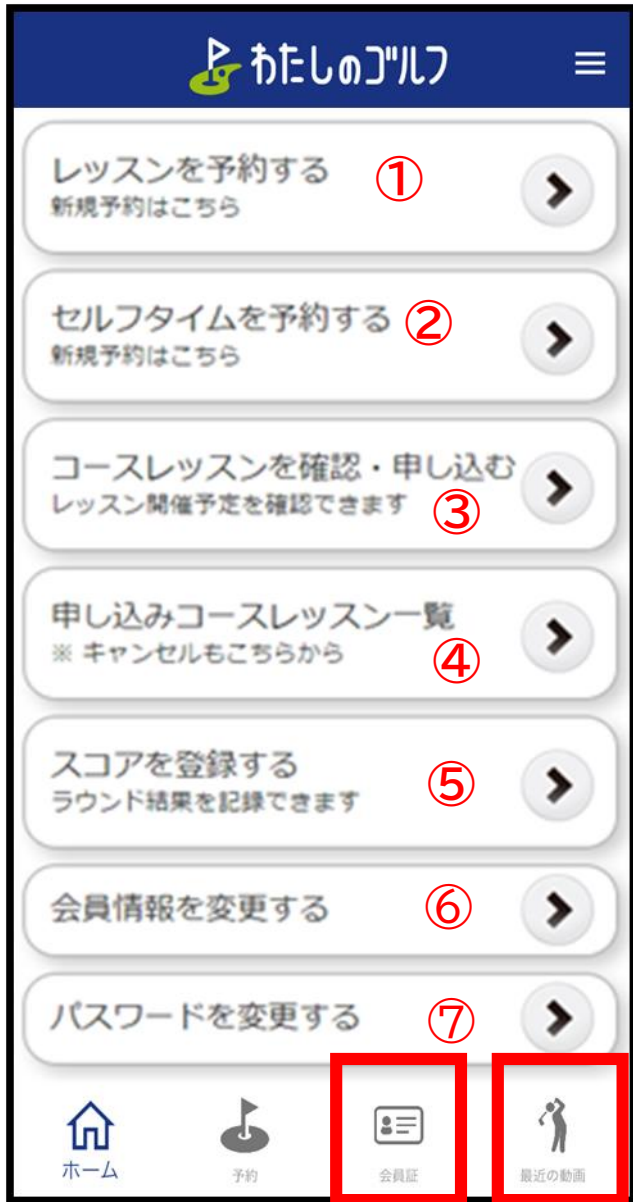 わたしのゴルフ
レッスンを予約する ①
新規予約はこちら
セルフタイムを予約する ②
新規予約はこちら
コースレッスンを確認・申し込む
レッスン開催予定を確認できます ③
申し込みコースレッスン一覧
※ キャンセルもこちらから ④
スコアを登録する ⑤
ラウンド結果を記録できます
会員情報を変更する ⑥
パスワードを変更する ⑦
ホーム 予約 会員証 最近の動画